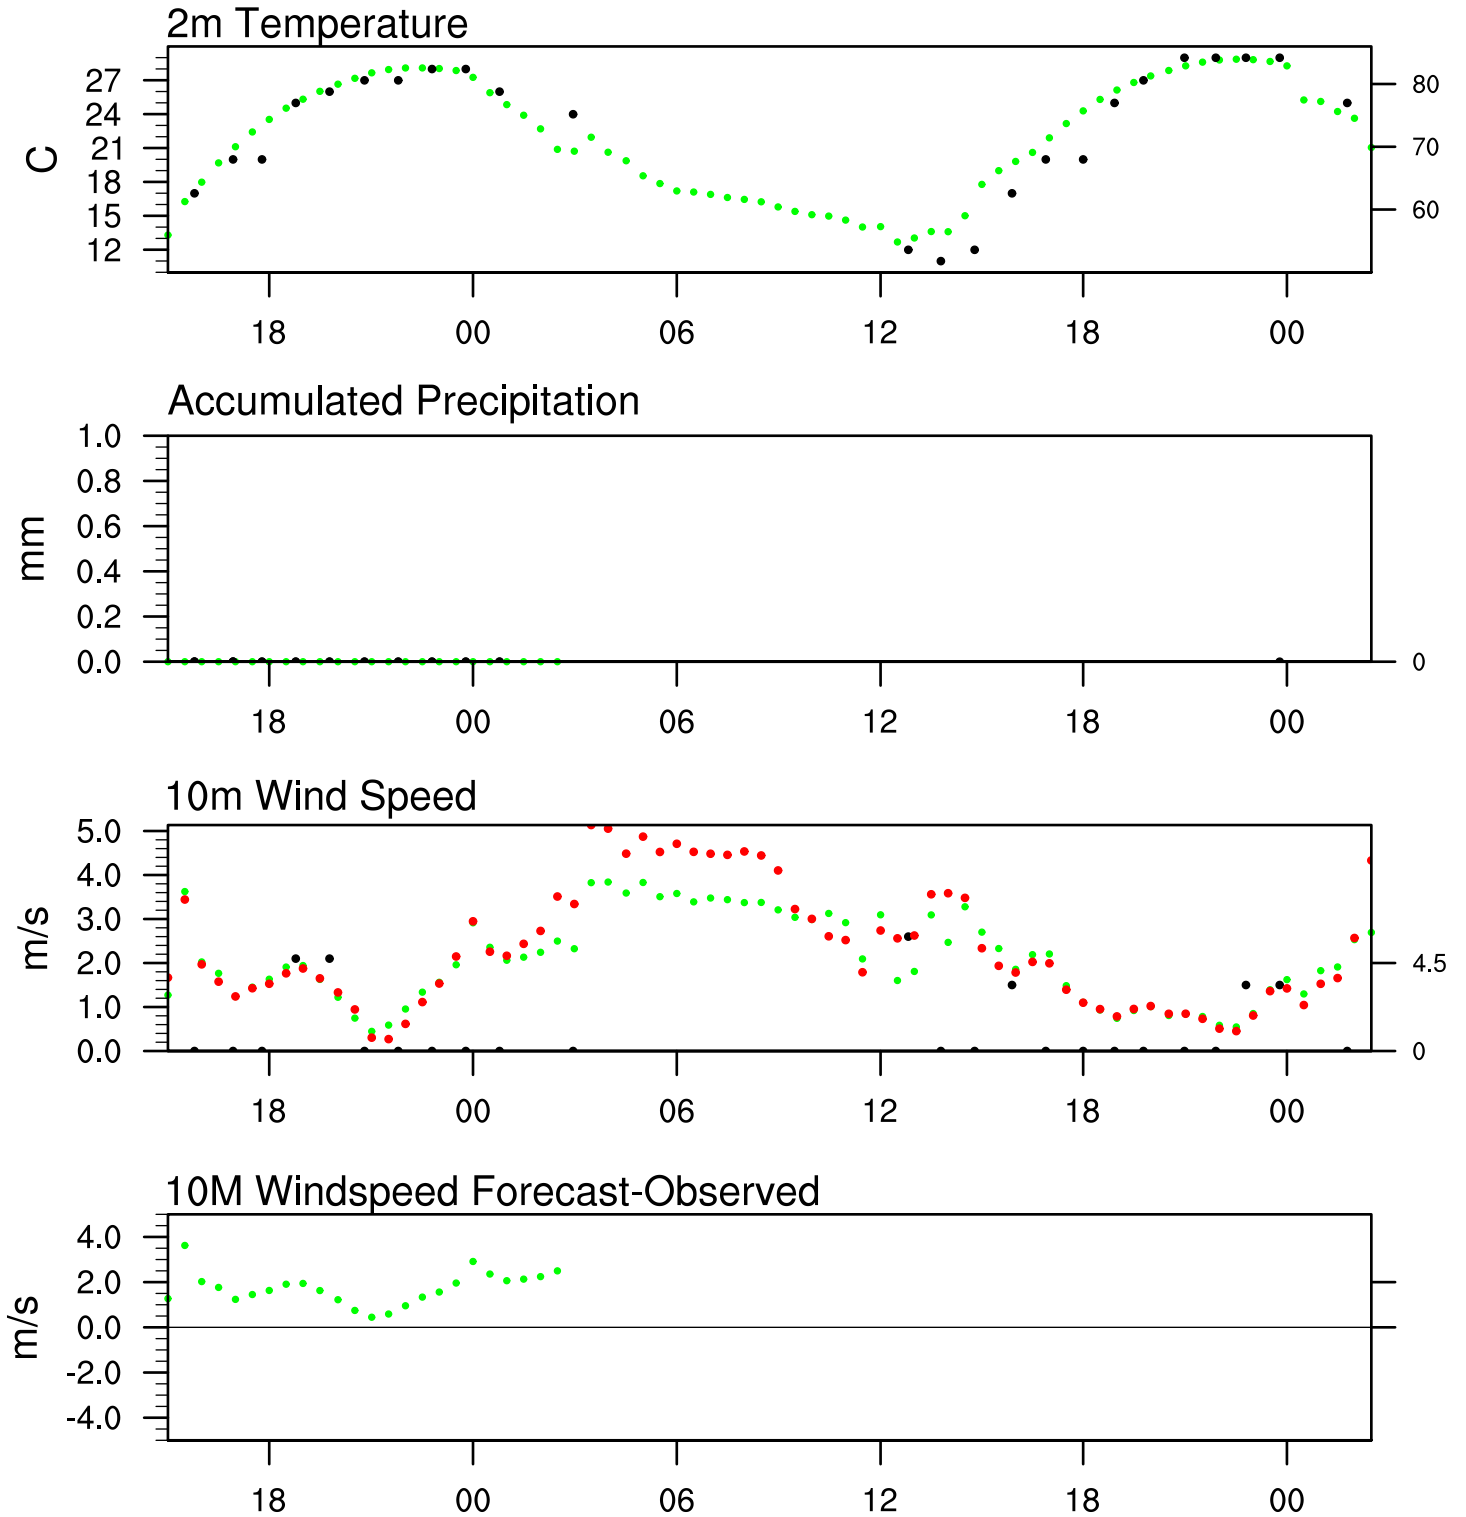 2m Temperature
27
24
21
18
15
12
C
80
70
60
18 00 06 12 18 00
Accumulated Precipitation
1.0
0.8
0.6
0.4
0.2
0.0
mm
0
18 00 06 12 18 00
10m Wind Speed
5.0
4.0
3.0
2.0
1.0
0.0
m/s
4.5
0
18 00 06 12 18 00
10M Windspeed Forecast-Observed
4.0
2.0
0.0
-2.0
-4.0
m/s
18 00 06 12 18 00